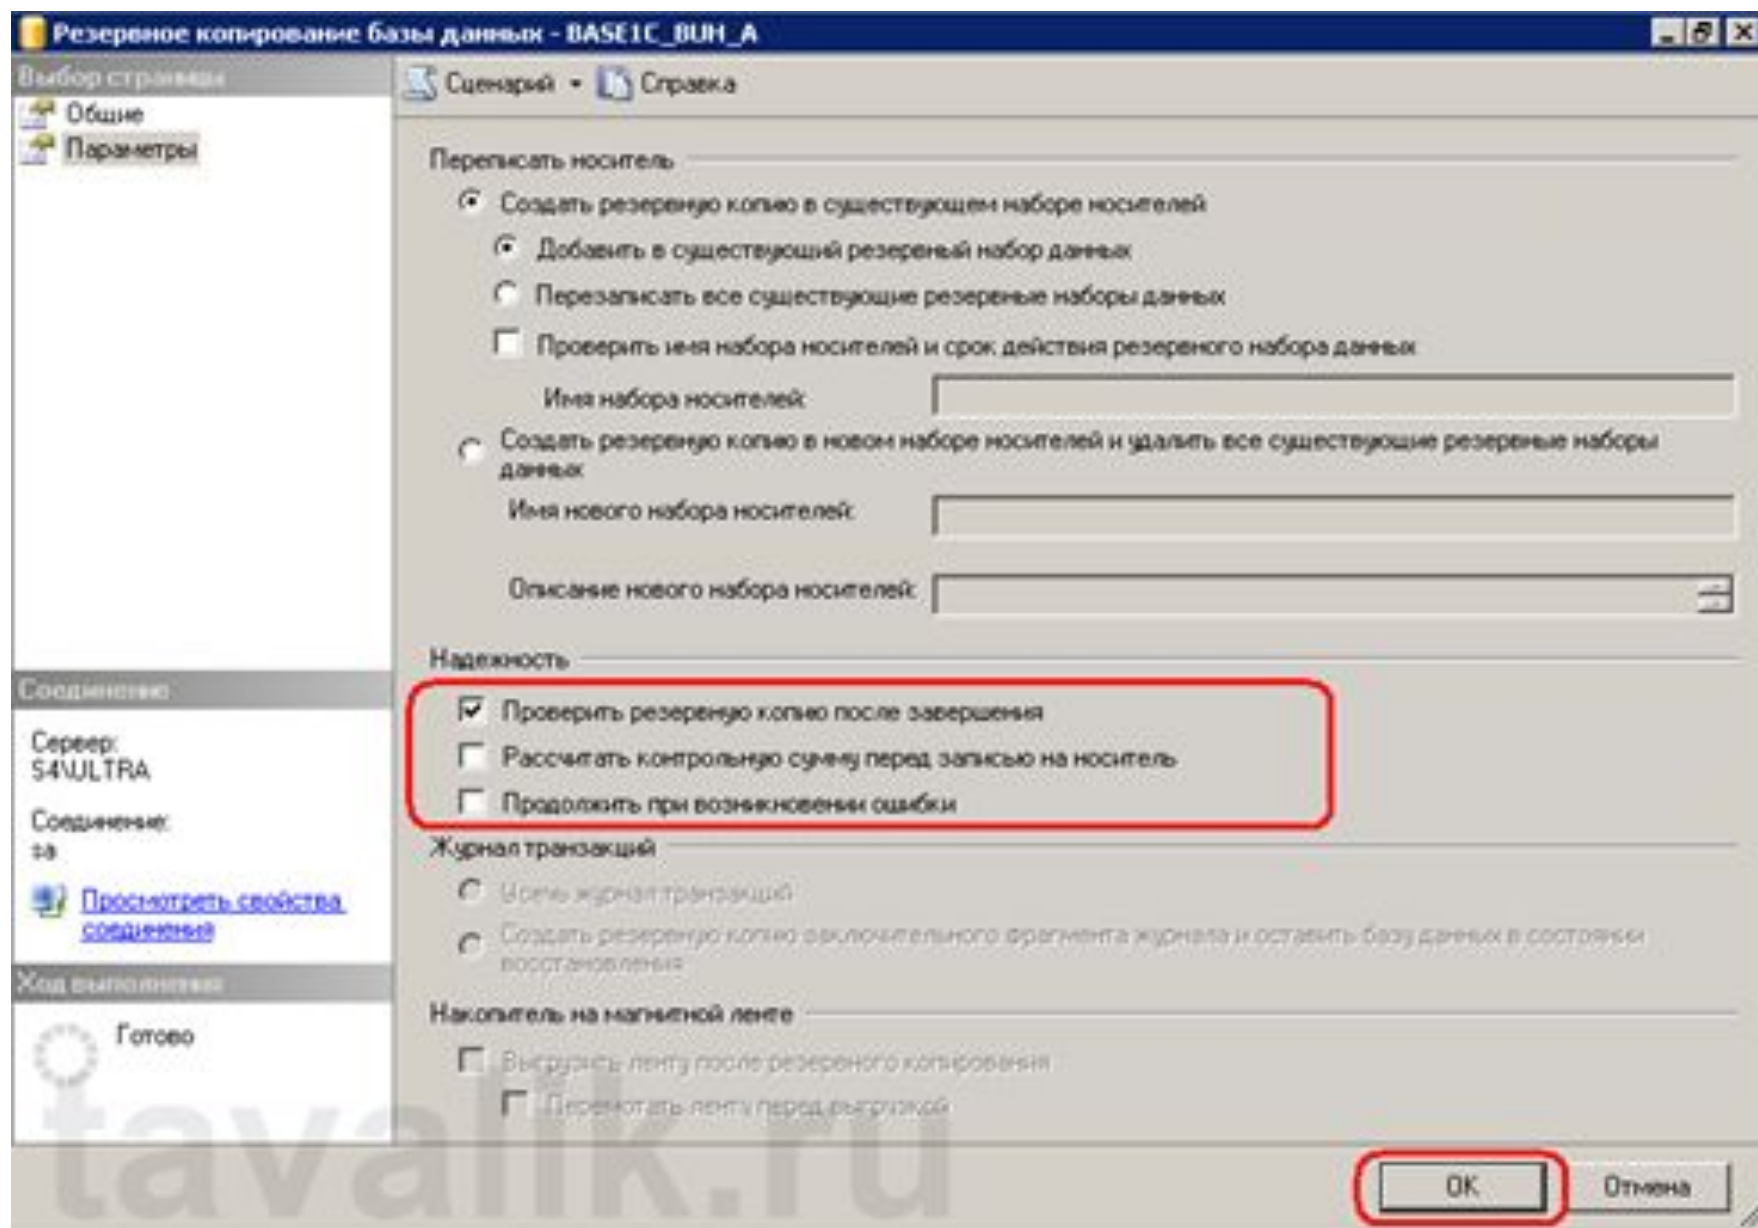 Резервное копирование базы данных - BASE1C_BUH_A
Выбор страницы
Общие
Параметры
Сценарий
Справка
Переписать носитель
Создать резервную копию в существующем наборе носителей
Добавить в существующий резервный набор данных
Перезаписать все существующие резервные наборы данных
Проверить имя набора носителей и срок действия резервного набора данных
Имя набора носителей:
Создать резервную копию в новом наборе носителей и удалить все существующие резервные наборы
данных
Имя нового набора носителей:
Описание нового набора носителей:
Надежность
Проверить резервную копию после завершения
Рассчитать контрольную сумму перед записью на носитель
Продолжить при возникновении ошибки
Журнал транзакций
Усечь журнал транзакций
Создать резервную копию заключительного фрагмента журнала и оставить базу данных в состоянии
восстановления
Накопитель на магнитной ленте
Выгрузить ленту после резервного копирования
Перемотать ленту перед выгрузкой
Соединение
Сервер:
S4\ULTRA
Соединение:
sa
Просмотреть свойства
соединений
Ход выполнения
Готово
tavalik.ru
OK
Отмена